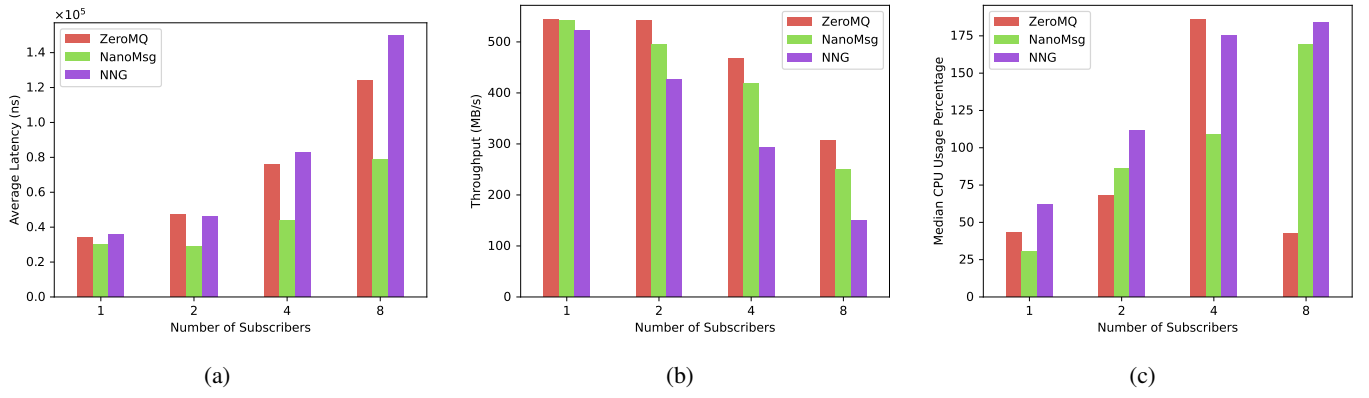 ×10⁵
1.4
1.2
1.0
0.8
0.6
0.4
0.2
0.0
Average Latency (ns)
ZeroMQ
NanoMsg
NNG
1 2 4 8
Number of Subscribers
(a)
500
400
300
200
100
0
Throughput (MB/s)
ZeroMQ
NanoMsg
NNG
1 2 4 8
Number of Subscribers
(b)
175
150
125
100
75
50
25
0
Median CPU Usage Percentage
ZeroMQ
NanoMsg
NNG
1 2 4 8
Number of Subscribers
(c)